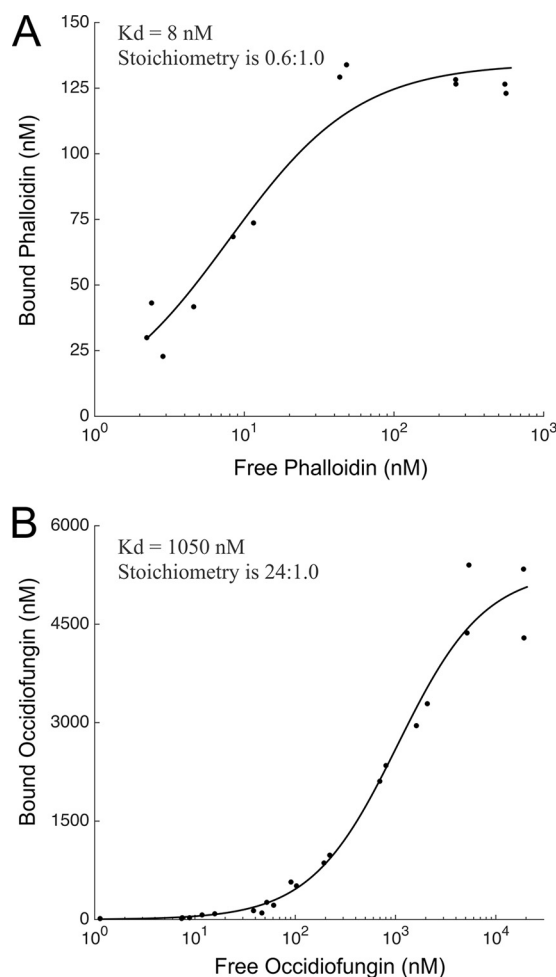 A
Kd = 8 nM
Stoichiometry is 0.6:1.0
150
125
100
75
50
25
0
Bound Phalloidin (nM)
10^0
10^1
10^2
10^3
Free Phalloidin (nM)
B
Kd = 1050 nM
Stoichiometry is 24:1.0
6000
4500
3000
1500
0
Bound Occidiofungin (nM)
10^0
10^1
10^2
10^3
10^4
Free Occidiofungin (nM)